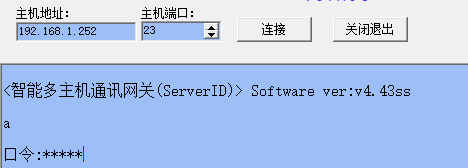 主机地址: 主机端口:
192.168.1.252 23 连接 关闭退出
<智能多主机通讯网关(ServerID)> Software ver:v4.43ss
a
口令:*****